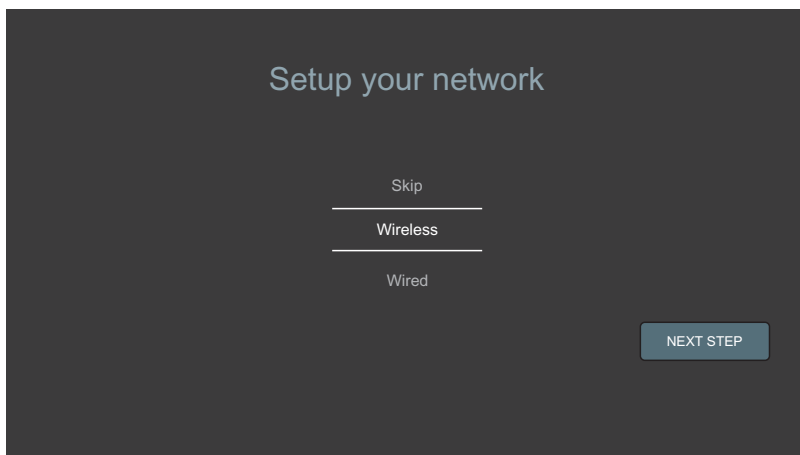 Setup your network
Skip
Wireless
Wired
NEXT STEP